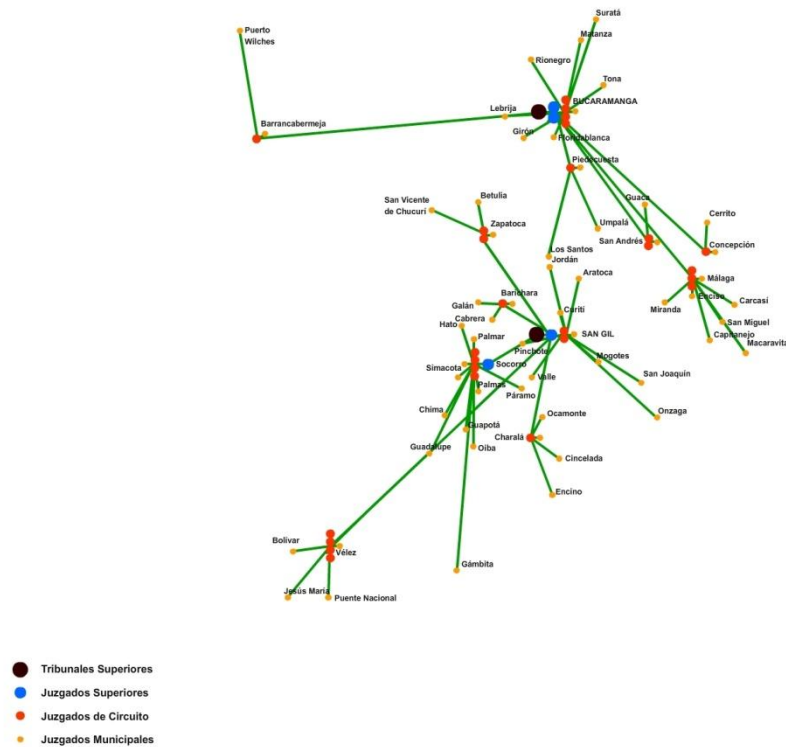 Suratá
Puerto
Wilches
Matanza
Rionegro
Tona
BUCARAMANGA
Lebrija
Barrancabermeja
Girón
Floridablanca
Piedecuesta
Betulia
Guaca
San Vicente
de Chucurí
Cerrito
Umpalá
Zapatoca
San Andrés
Concepción
Los Santos
Jordán
Aratoca
Málaga
Barichara
Enciso
Galán
Carcasí
Miranda
Curití
Cabrera
San Miguel
Hato
SAN GIL
Palmar
Capitanejo
Macaravita
Pinchote
Mogotes
Simacota
Socorro
San Joaquín
Valle
Palmas
Páramo
Chima
Ocamonte
Onzaga
Guapotá
Charalá
Guadalupe
Oiba
Cincelada
Encino
Bolívar
Vélez
Gámbita
Jesús María
Puente Nacional
Tribunales Superiores
Juzgados Superiores
Juzgados de Circuito
Juzgados Municipales